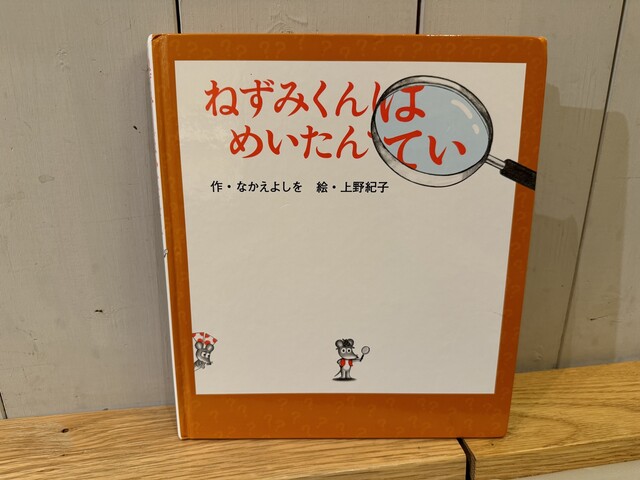 ねずみくんは
めいたんてい
作・なかえよしを 絵・上野紀子